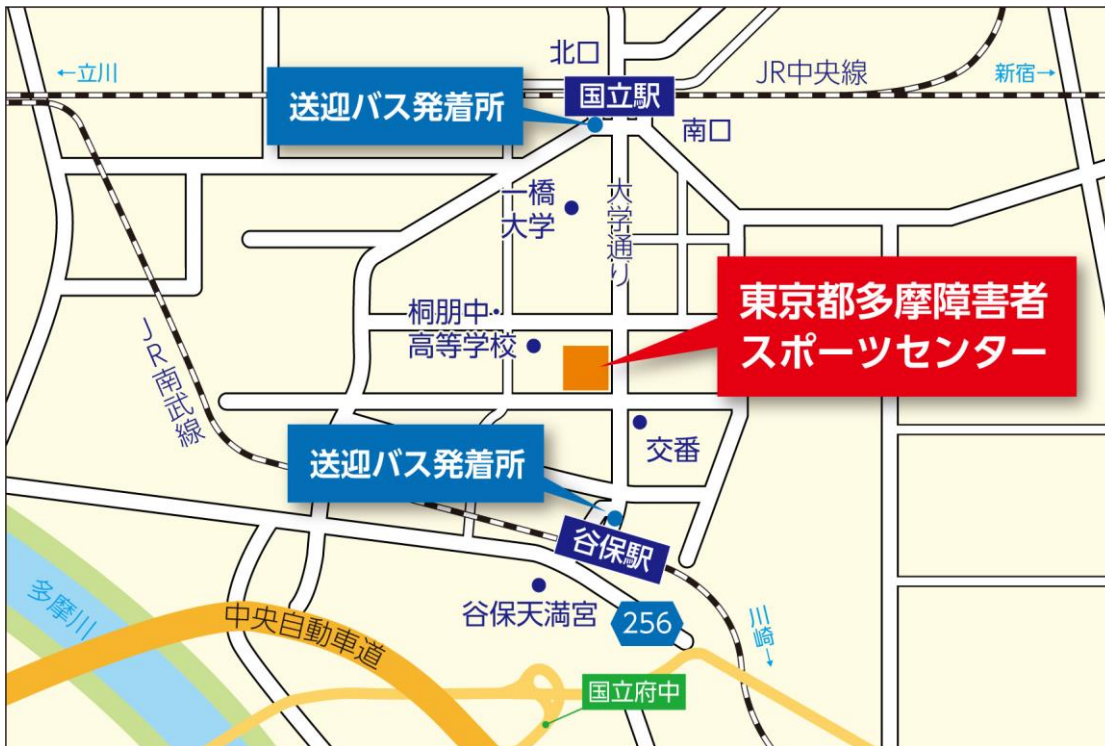 北口
←立川
JR中央線
新宿→
国立駅
送迎バス発着所
南口
一橋
大学
大学通り
東京都多摩障害者
スポーツセンター
桐朋中・
高等学校
JR南武線
交番
送迎バス発着所
谷保駅
多摩川
谷保天満宮
256
中央自動車道
川崎→
国立府中